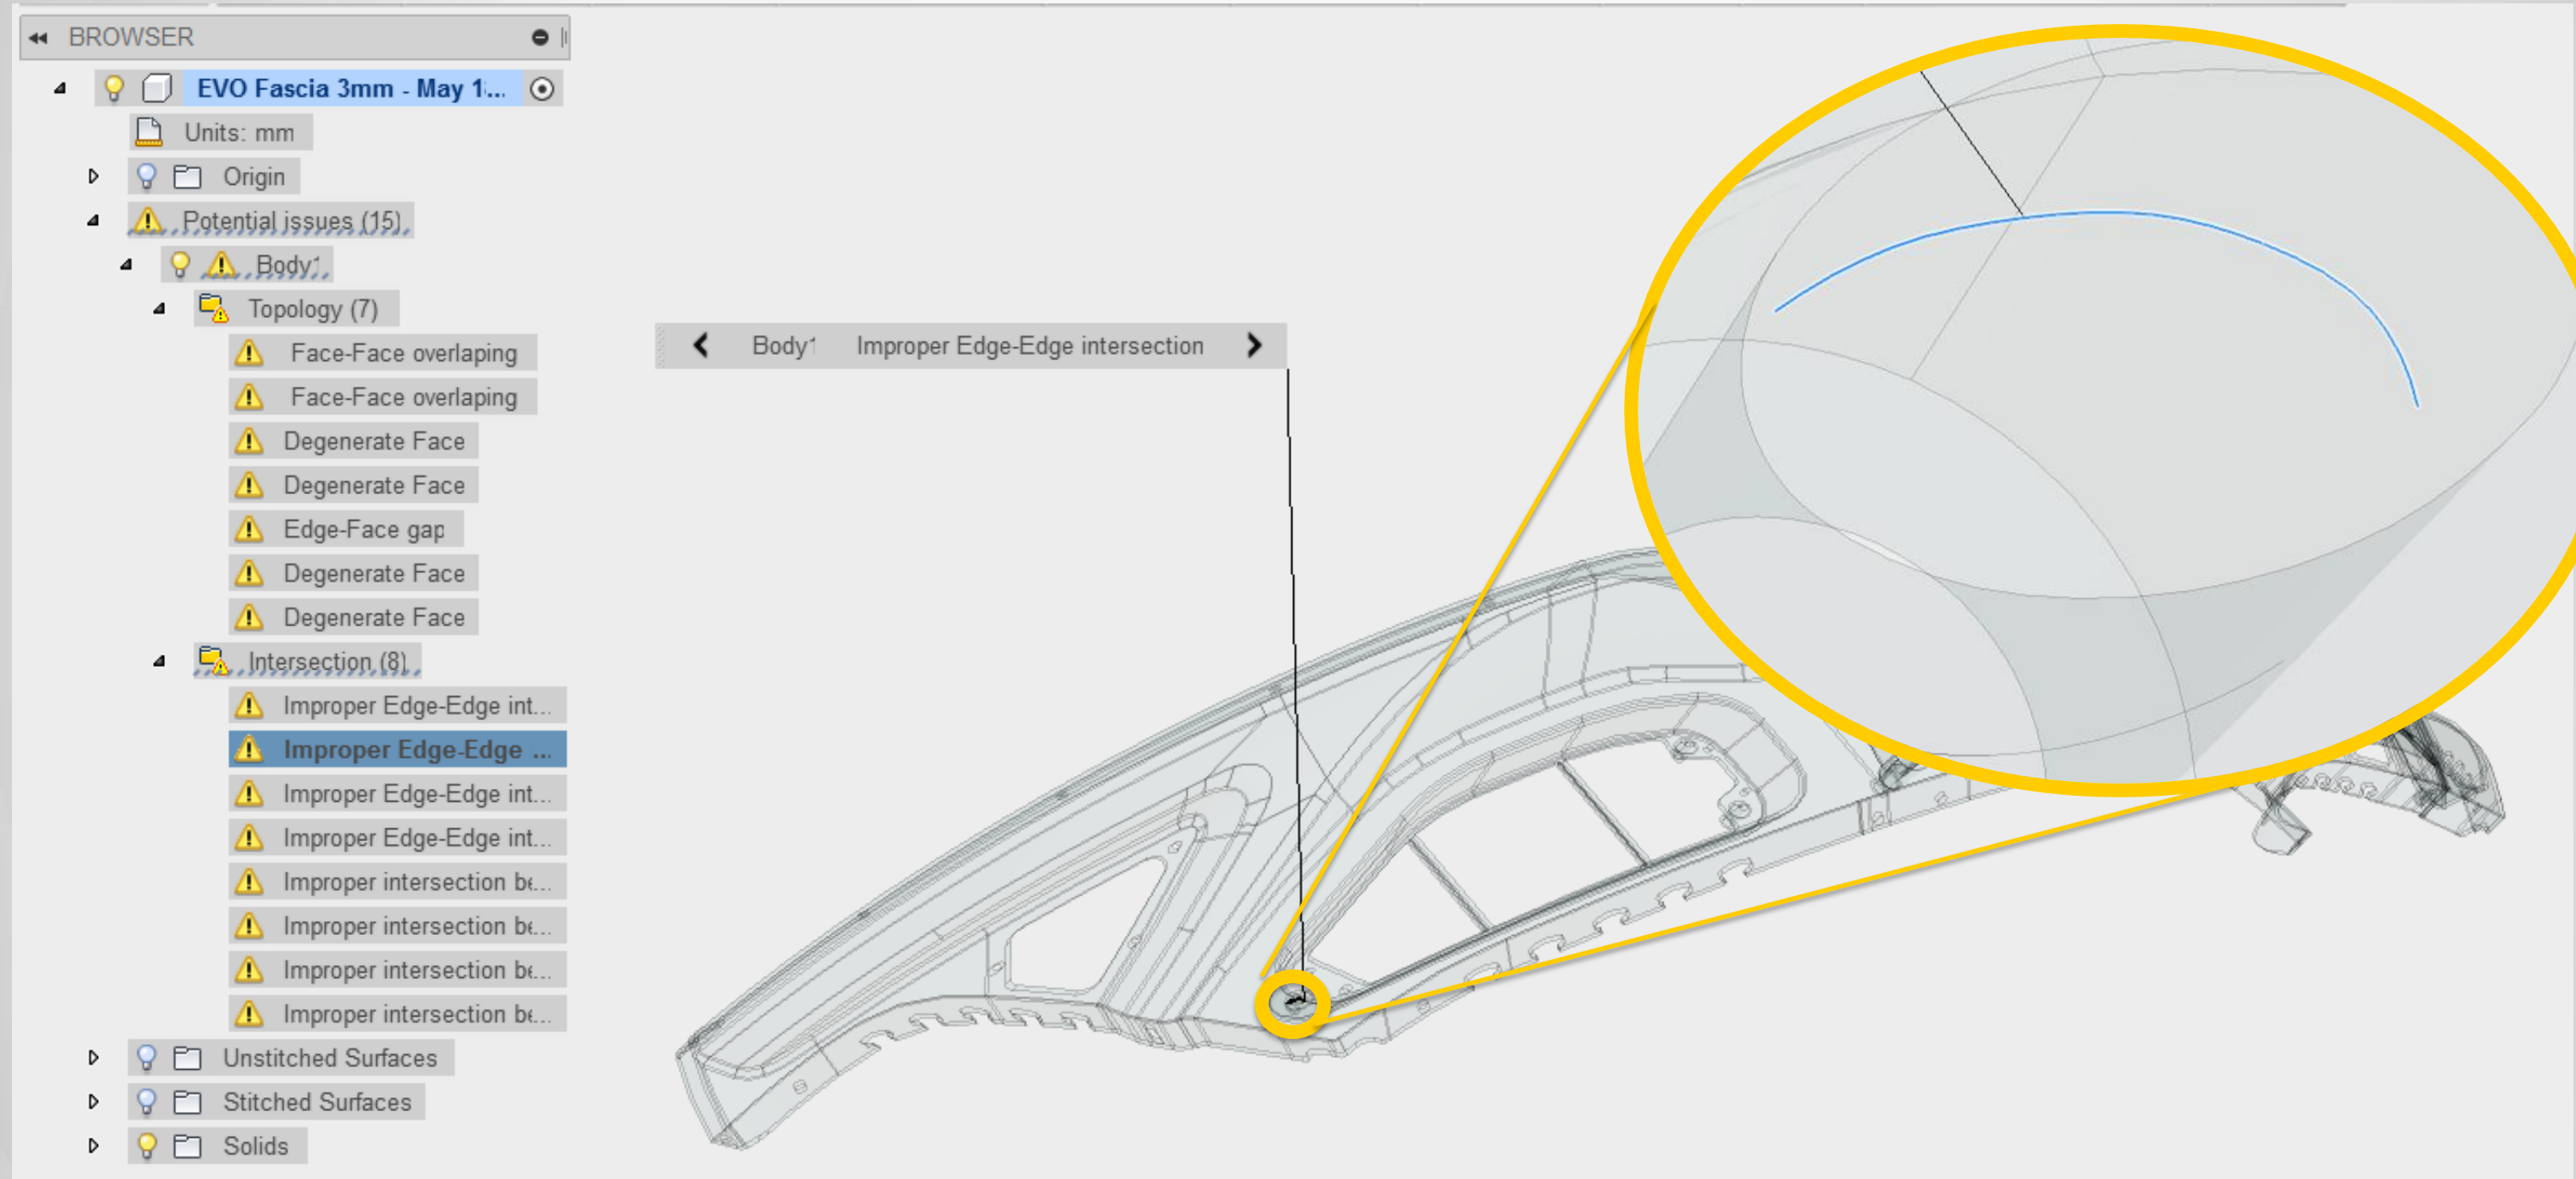 BROWSER
EVO Fascia 3mm - May 1...
Units: mm
Origin
Potential issues (15)
Body1
Topology (7)
Face-Face overlaping
Face-Face overlaping
Degenerate Face
Degenerate Face
Edge-Face gap
Degenerate Face
Degenerate Face
Intersection (8)
Improper Edge-Edge int...
Improper Edge-Edge ...
Improper Edge-Edge int...
Improper Edge-Edge int...
Improper intersection be...
Improper intersection be...
Improper intersection be...
Improper intersection be...
Unstitched Surfaces
Stitched Surfaces
Solids
Body1 Improper Edge-Edge intersection